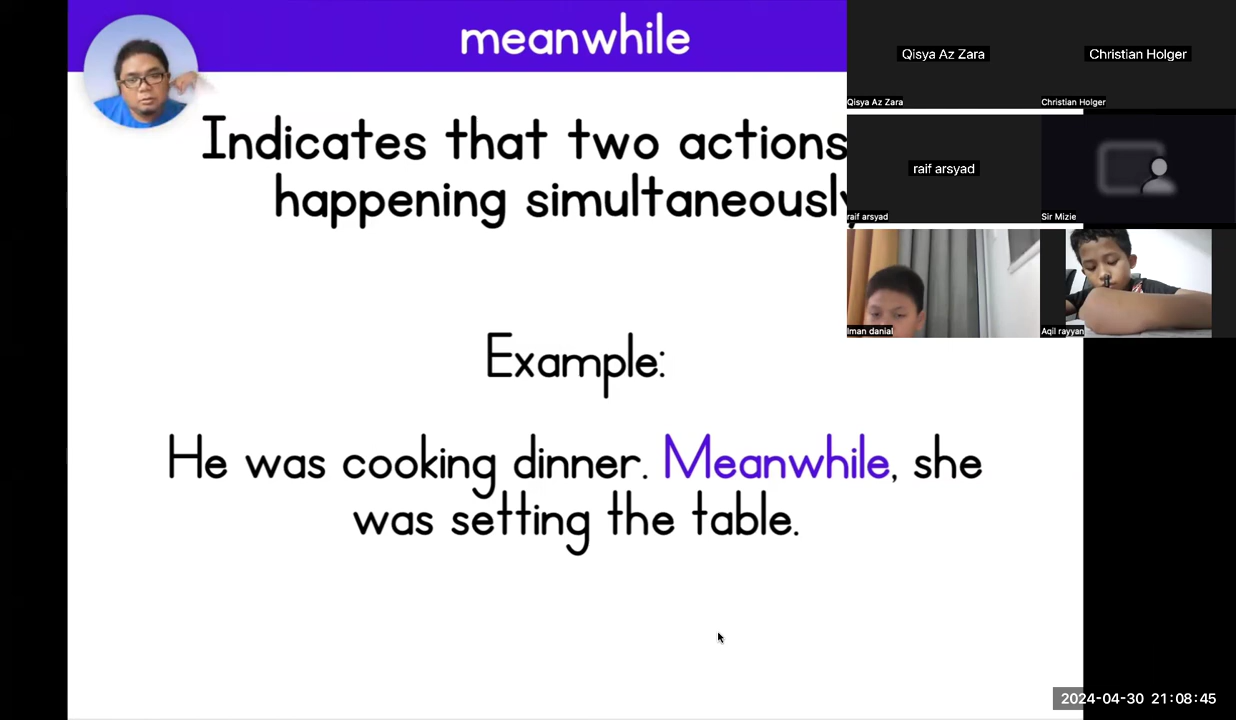 meanwhile
Indicates that two actions
happening simultaneously
Example:
He was cooking dinner. Meanwhile, she
was setting the table.
Qisya Az Zara
Qisya Az Zara
Christian Holger
Christian Holger
raif arsyad
raif arsyad
Sir Mizie
Iman danial
Aqil rayyan
2024-04-30 21:08:45